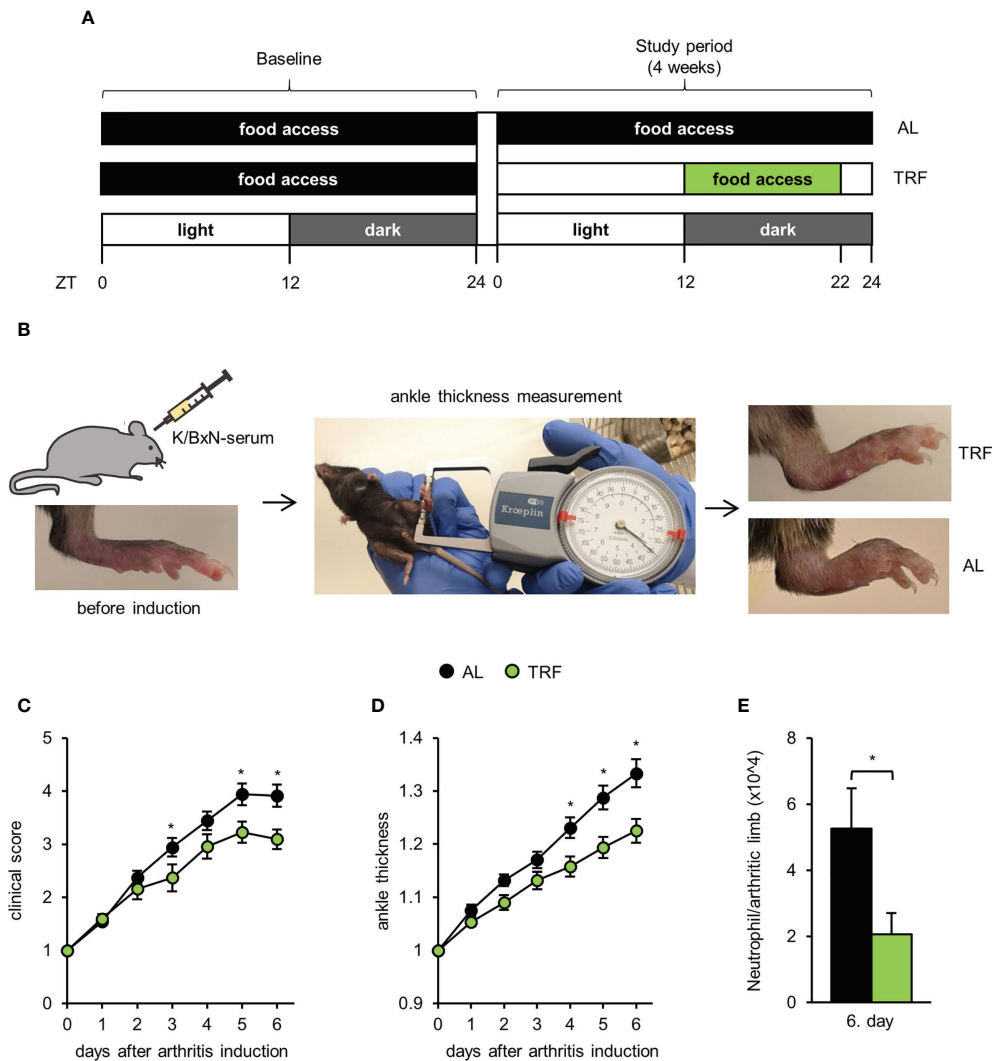 A
Baseline
Study period
(4 weeks)
food access
food access
AL
food access
food access
TRF
light
dark
light
dark
ZT
0
12
24
0
12
22
24
B
K/BxN-serum
before induction
ankle thickness measurement
Krœplin
TRF
AL
AL
TRF
C
clinical score
5
4
3
2
1
0
*
*
*
0 1 2 3 4 5 6
days after arthritis induction
D
ankle thickness
1.4
1.3
1.2
1.1
1
0.9
*
*
*
0 1 2 3 4 5 6
days after arthritis induction
E
Neutrophil/arthritic limb (x10^4)
8
6
4
2
0
*
6. day